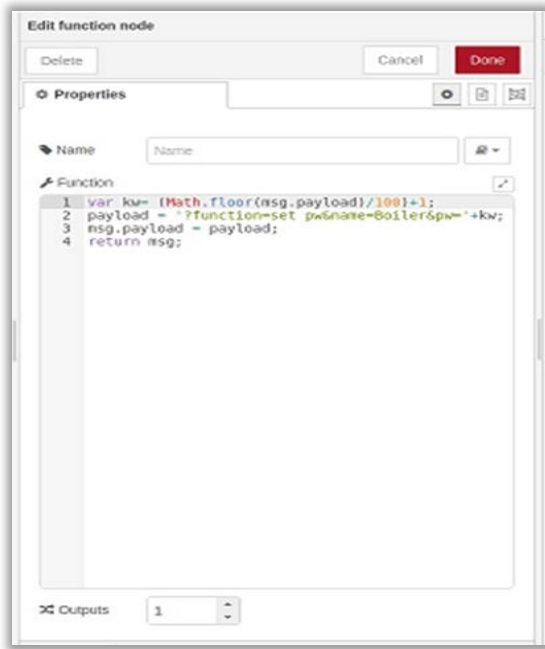 Edit function node
Delete Cancel Done
Properties
Name Name
Function
1 var kw= (Math.floor(msg.payload)/100)+1;
2 payload = '?function=set pw&name=Boiler&pw='+kw;
3 msg.payload = payload;
4 return msg;
Outputs 1